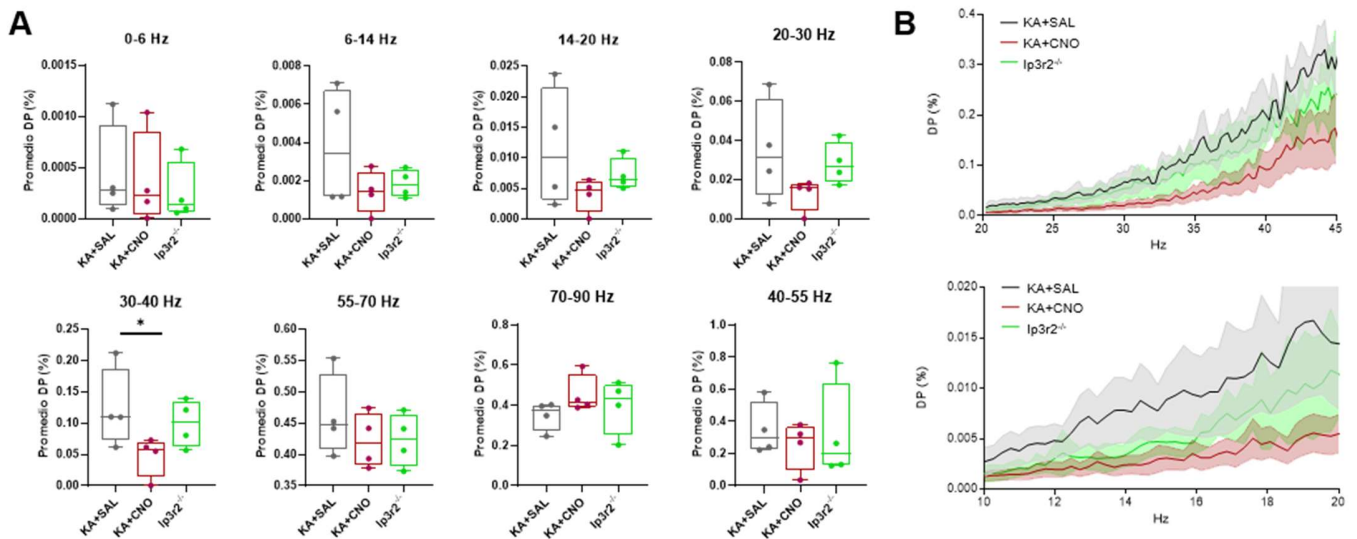 A
0-6 Hz
Promedio DP (%)
0.0015
0.0010
0.0005
0.0000
KA+SAL
KA+CNO
Ip3r2-/-
6-14 Hz
Promedio DP (%)
0.008
0.006
0.004
0.002
0.000
KA+SAL
KA+CNO
Ip3r2-/-
14-20 Hz
Promedio DP (%)
0.025
0.020
0.015
0.010
0.005
0.000
KA+SAL
KA+CNO
Ip3r2-/-
20-30 Hz
Promedio DP (%)
0.08
0.06
0.04
0.02
0.00
KA+SAL
KA+CNO
Ip3r2-/-
30-40 Hz
Promedio DP (%)
0.25
0.20
0.15
0.10
0.05
0.00
*
KA+SAL
KA+CNO
Ip3r2-/-
55-70 Hz
Promedio DP (%)
0.60
0.55
0.50
0.45
0.40
0.35
KA+SAL
KA+CNO
Ip3r2-/-
70-90 Hz
Promedio DP (%)
0.8
0.6
0.4
0.2
0.0
KA+SAL
KA+CNO
Ip3r2-/-
40-55 Hz
Promedio DP (%)
1.0
0.8
0.6
0.4
0.2
0.0
KA+SAL
KA+CNO
Ip3r2-/-
B
DP (%)
0.4
0.3
0.2
0.1
0.0
KA+SAL
KA+CNO
Ip3r2-/-
20 25 30 35 40 45
Hz
DP (%)
0.020
0.015
0.010
0.005
0.000
KA+SAL
KA+CNO
Ip3r2-/-
10 12 14 16 18 20
Hz